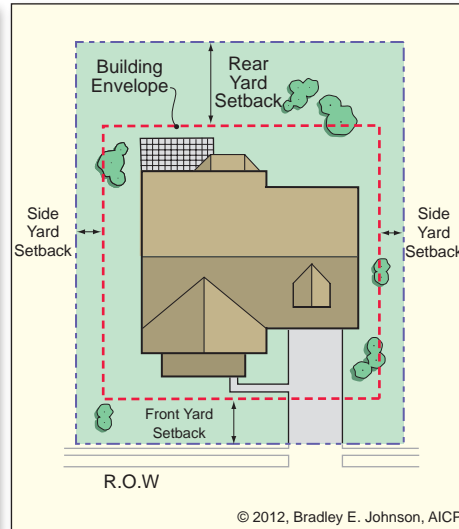 Building
Envelope
Rear
Yard
Setback
Side
Yard
Setback
Side
Yard
Setback
Front Yard
Setback
R.O.W
© 2012, Bradley E. Johnson, AICP